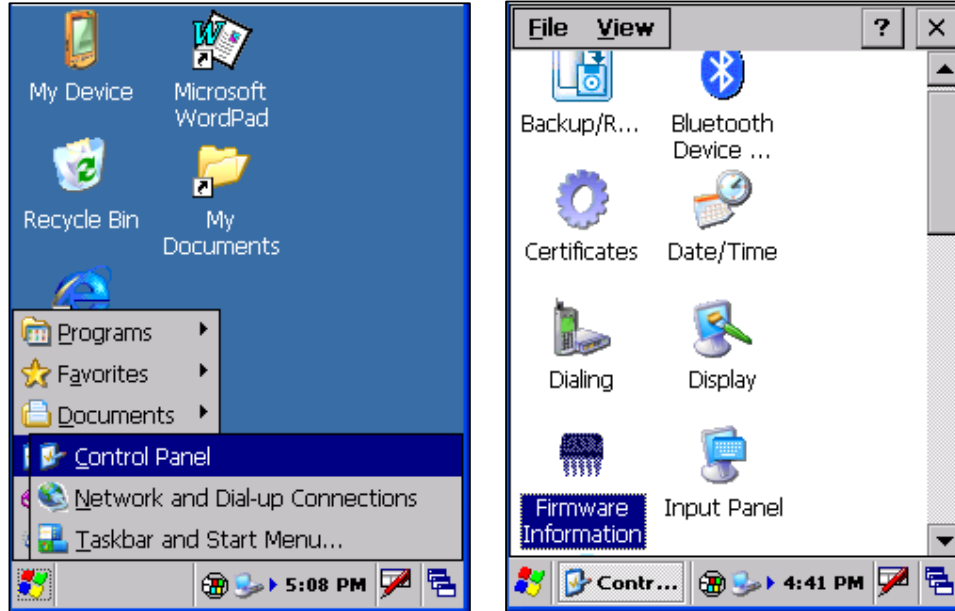 My Device
Microsoft
WordPad
Recycle Bin
My
Documents
Programs
Favorites
Documents
Control Panel
Network and Dial-up Connections
Taskbar and Start Menu...
5:08 PM
File View ? ×
Backup/R...
Bluetooth
Device ...
Certificates
Date/Time
Dialing
Display
Firmware
Information
Input Panel
Contr...
4:41 PM